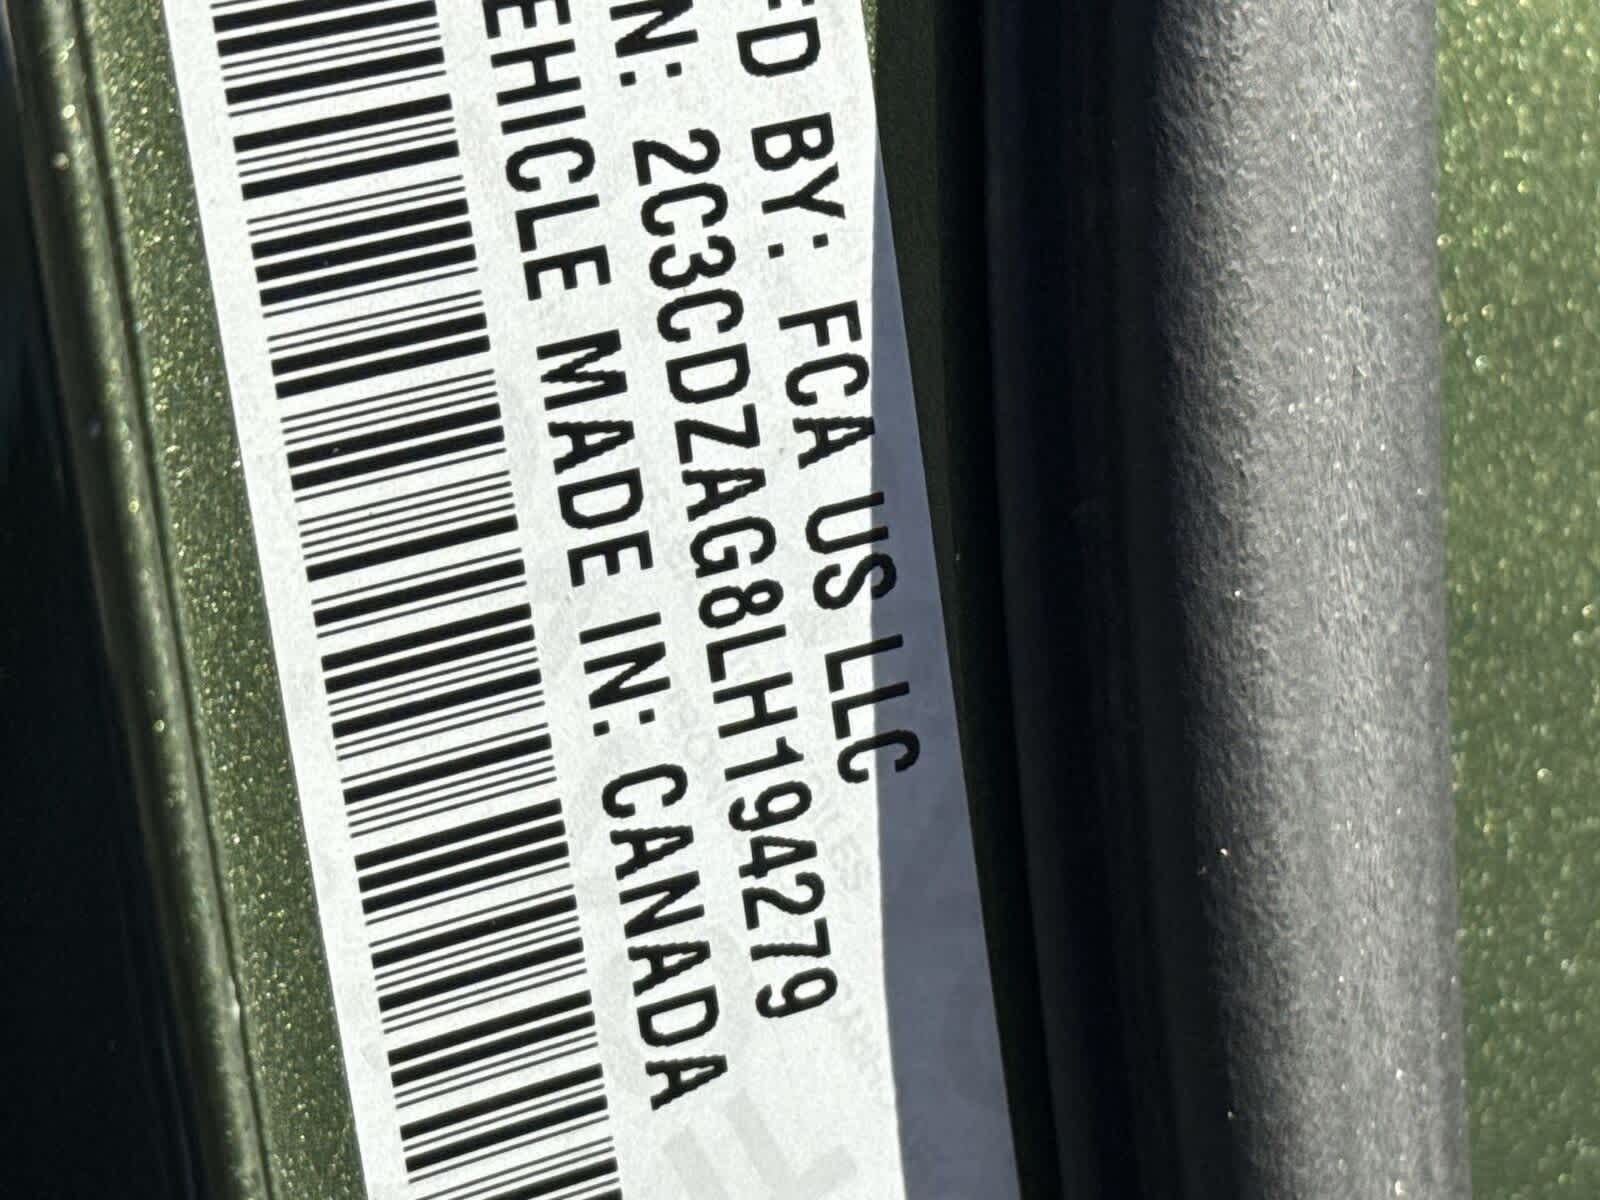 ED BY: FCA US LLC
N: 2C3CDZAG8LH194279
EHICLE MADE IN: CANADA